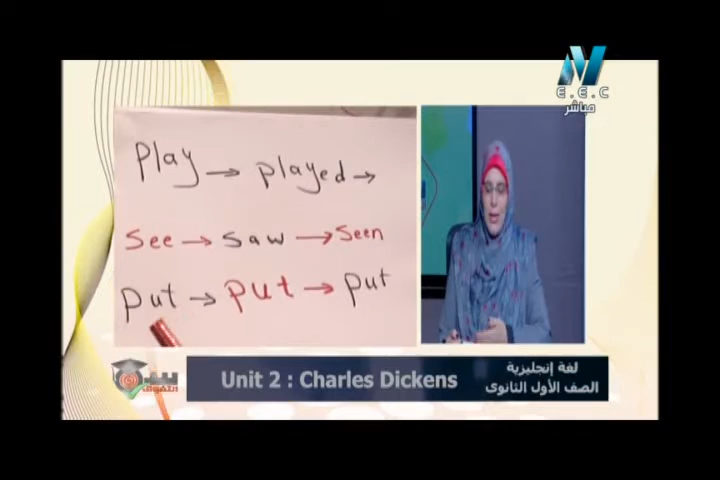 E.E.C
مباشر
Play → played →
See → saw → Seen
put → put → put
لغة إنجليزية
Unit 2 : Charles Dickens
الصف الأول الثانوى